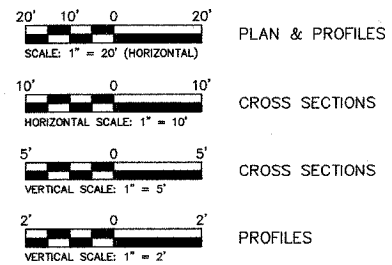 20' 10' 0 20'
PLAN & PROFILES
SCALE: 1" = 20' (HORIZONTAL)
10' 0 10'
CROSS SECTIONS
HORIZONTAL SCALE: 1" = 10'
5' 0 5'
CROSS SECTIONS
VERTICAL SCALE: 1" = 5'
2' 0 2'
PROFILES
VERTICAL SCALE: 1" = 2'